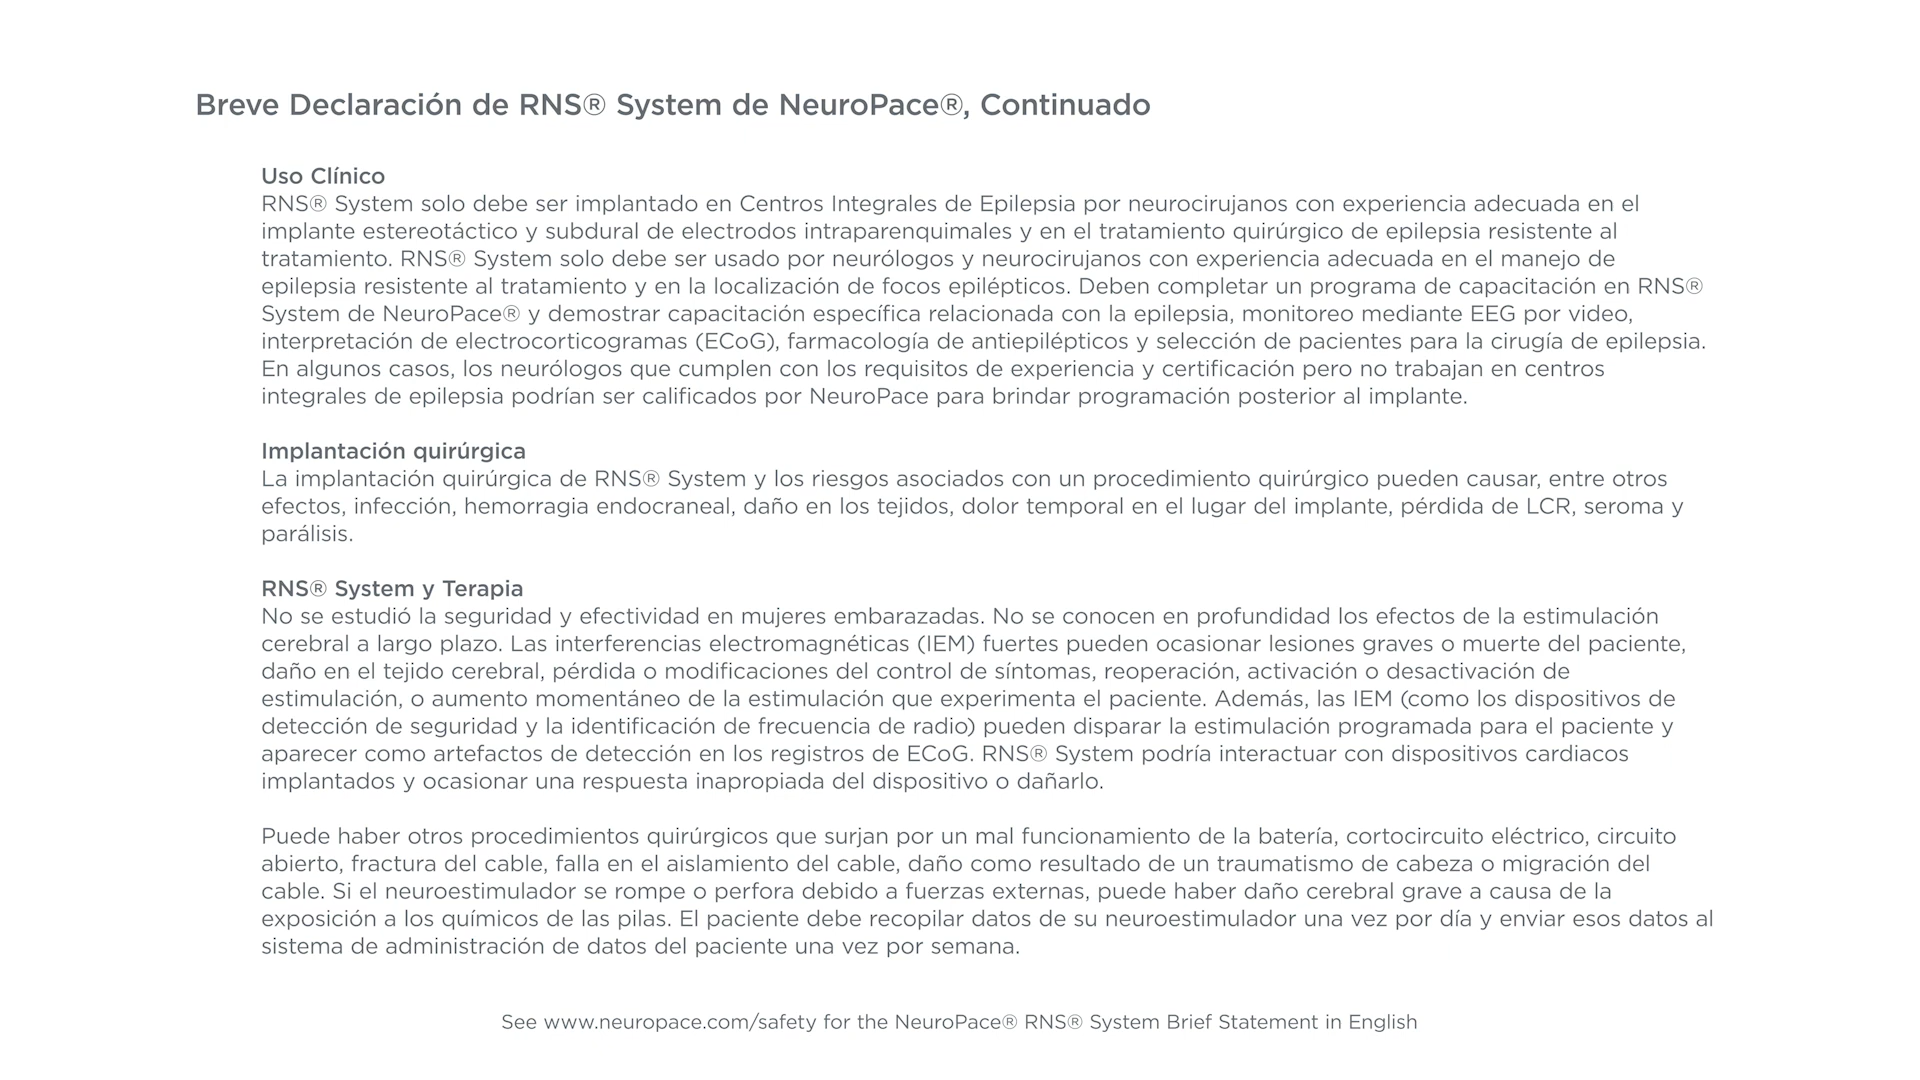 Breve Declaración de RNS® System de NeuroPace®, Continuado
Uso Clínico
RNS® System solo debe ser implantado en Centros Integrales de Epilepsia por neurocirujanos con experiencia adecuada en el
implante estereotáctico y subdural de electrodos intraparenquimales y en el tratamiento quirúrgico de epilepsia resistente al
tratamiento. RNS® System solo debe ser usado por neurólogos y neurocirujanos con experiencia adecuada en el manejo de
epilepsia resistente al tratamiento y en la localización de focos epilépticos. Deben completar un programa de capacitación en RNS®
System de NeuroPace® y demostrar capacitación específica relacionada con la epilepsia, monitoreo mediante EEG por video,
interpretación de electrocorticogramas (ECoG), farmacología de antiepilépticos y selección de pacientes para la cirugía de epilepsia.
En algunos casos, los neurólogos que cumplen con los requisitos de experiencia y certificación pero no trabajan en centros
integrales de epilepsia podrían ser calificados por NeuroPace para brindar programación posterior al implante.
Implantación quirúrgica
La implantación quirúrgica de RNS® System y los riesgos asociados con un procedimiento quirúrgico pueden causar, entre otros
efectos, infección, hemorragia endocraneal, daño en los tejidos, dolor temporal en el lugar del implante, pérdida de LCR, seroma y
parálisis.
RNS® System y Terapia
No se estudió la seguridad y efectividad en mujeres embarazadas. No se conocen en profundidad los efectos de la estimulación
cerebral a largo plazo. Las interferencias electromagnéticas (IEM) fuertes pueden ocasionar lesiones graves o muerte del paciente,
daño en el tejido cerebral, pérdida o modificaciones del control de síntomas, reoperación, activación o desactivación de
estimulación, o aumento momentáneo de la estimulación que experimenta el paciente. Además, las IEM (como los dispositivos de
detección de seguridad y la identificación de frecuencia de radio) pueden disparar la estimulación programada para el paciente y
aparecer como artefactos de detección en los registros de ECoG. RNS® System podría interactuar con dispositivos cardiacos
implantados y ocasionar una respuesta inapropiada del dispositivo o dañarlo.
Puede haber otros procedimientos quirúrgicos que surjan por un mal funcionamiento de la batería, cortocircuito eléctrico, circuito
abierto, fractura del cable, falla en el aislamiento del cable, daño como resultado de un traumatismo de cabeza o migración del
cable. Si el neuroestimulador se rompe o perfora debido a fuerzas externas, puede haber daño cerebral grave a causa de la
exposición a los químicos de las pilas. El paciente debe recopilar datos de su neuroestimulador una vez por día y enviar esos datos al
sistema de administración de datos del paciente una vez por semana.
See www.neuropace.com/safety for the NeuroPace® RNS® System Brief Statement in English